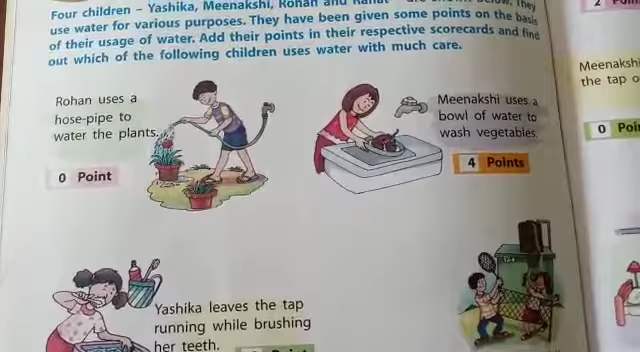 Four children – Yashika, Meenakshi, Rohan and
use water for various purposes. They have been given some points on the basis
of their usage of water. Add their points in their respective scorecards and find
out which of the following children uses water with much care.
Rohan uses a
hose-pipe to
water the plants.
0 Point
Meenakshi uses a
bowl of water to
wash vegetables.
4 Points
Yashika leaves the tap
running while brushing
her teeth.
2
Meenakshi
the tap
0 Poi